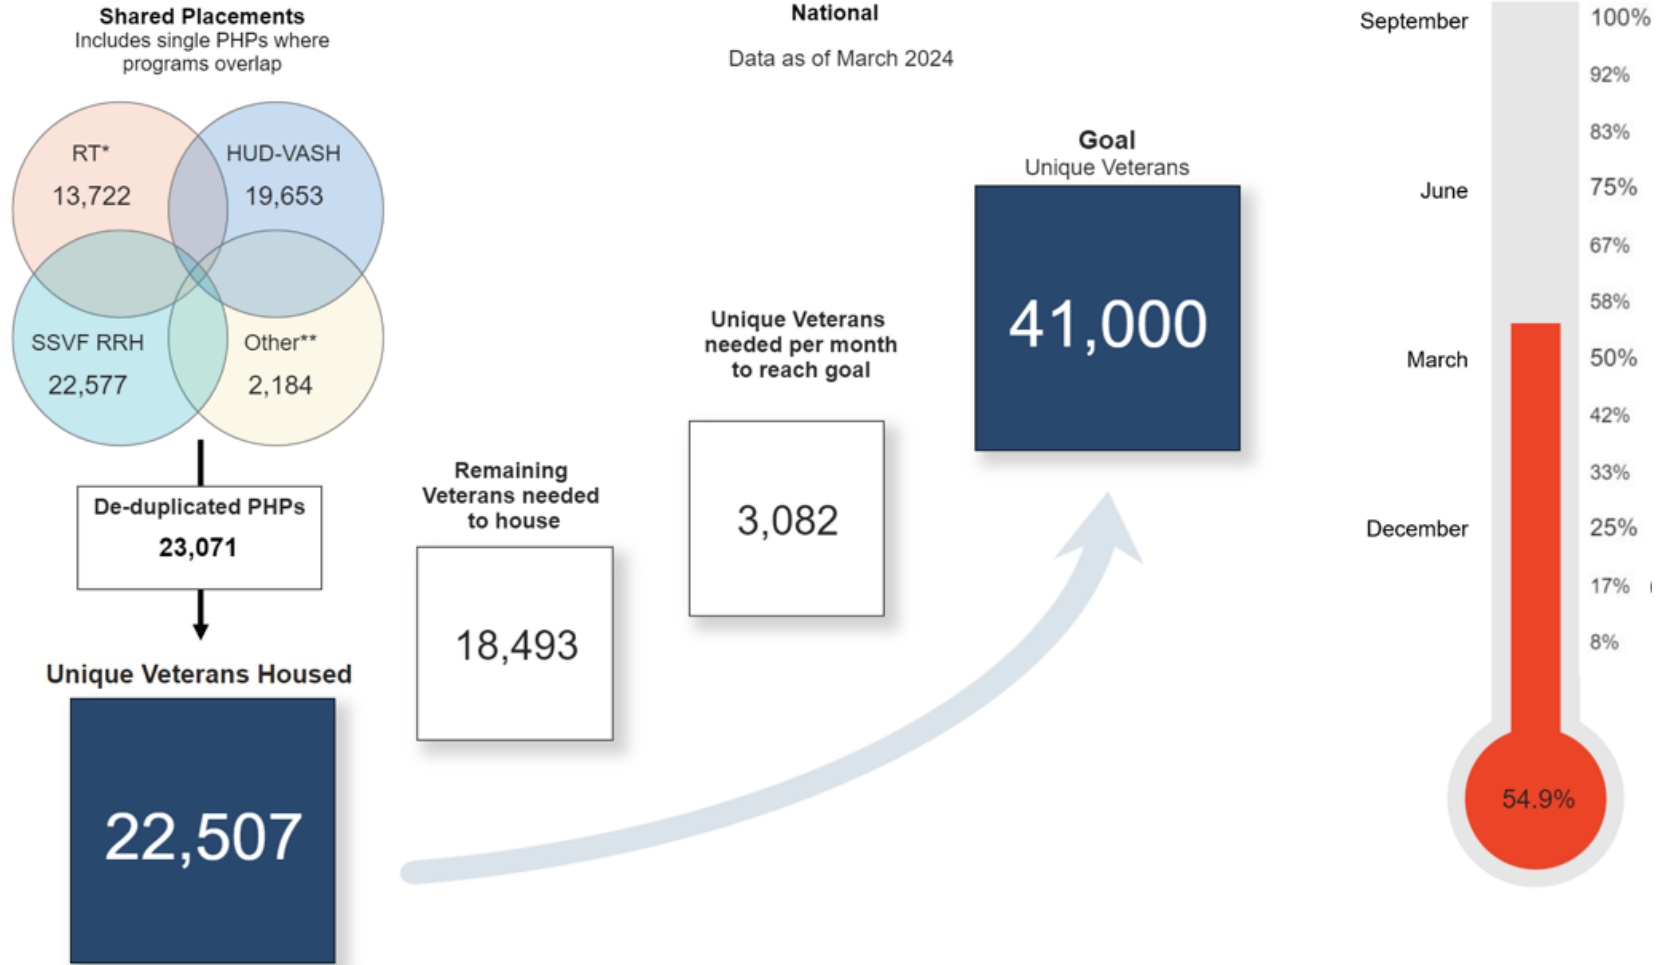 Shared Placements
Includes single PHPs where
programs overlap
RT*
13,722
HUD-VASH
19,653
SSVF RRH
22,577
Other**
2,184
De-duplicated PHPs
23,071
Unique Veterans Housed
22,507
Remaining
Veterans needed
to house
18,493
National
Data as of March 2024
Unique Veterans
needed per month
to reach goal
3,082
Goal
Unique Veterans
41,000
September
June
March
December
100%
92%
83%
75%
67%
58%
50%
42%
33%
25%
17%
8%
54.9%